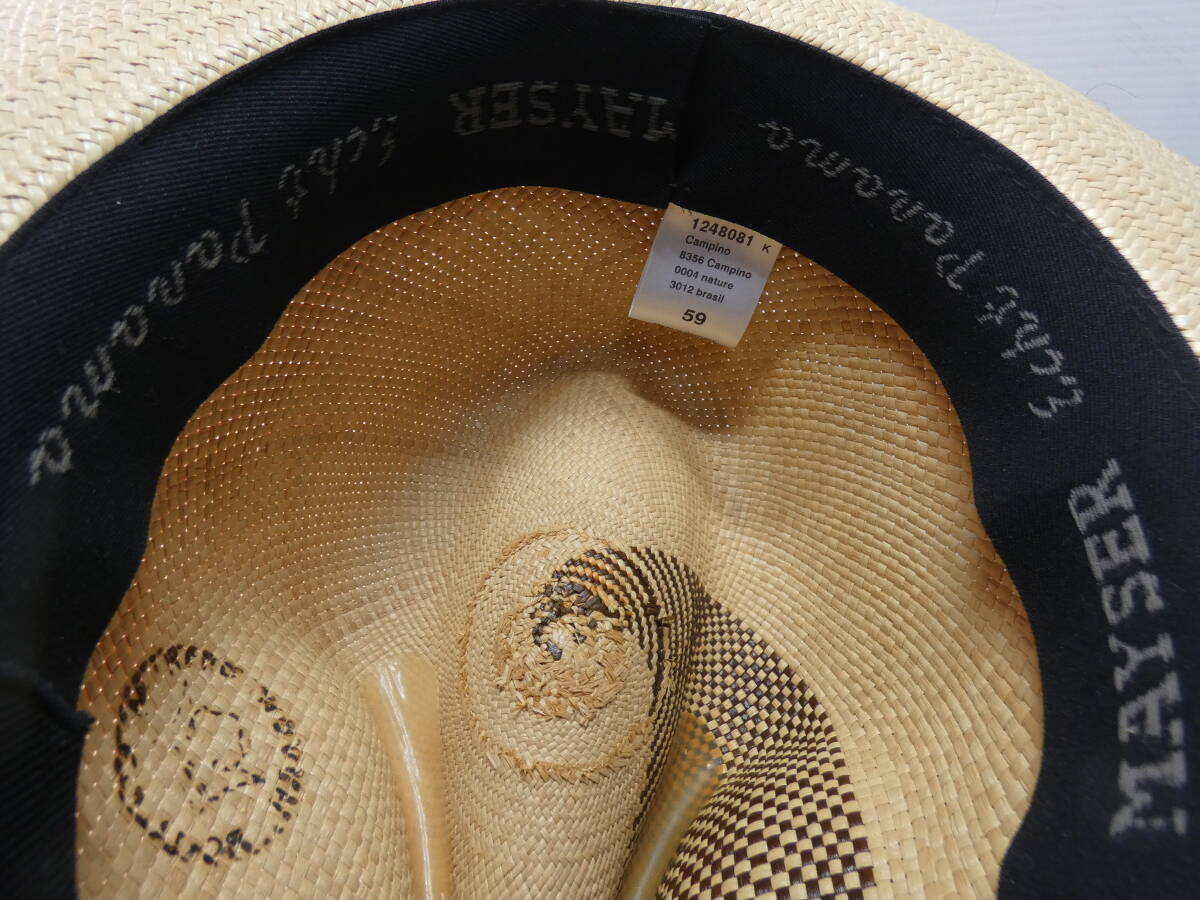 MAYSER
Echt Panama
Echt Panama
MAYSER
1248081 K
Campino
8356 Campino
0004 nature
3012 brasil
59